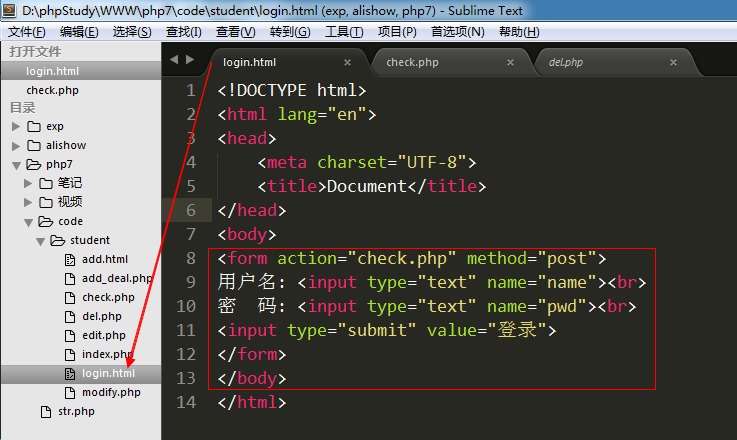 D:\phpStudy\WWW\php7\code\student\login.html (exp, alishow, php7) - Sublime Text
文件(F) 编辑(E) 选择(S) 查找(I) 查看(V) 转到(G) 工具(T) 项目(P) 首选项(N) 帮助(H)
打开文件
login.html
check.php
目录
exp
alishow
php7
笔记
视频
code
student
add.html
add_deal.php
check.php
del.php
edit.php
index.php
login.html
modify.php
str.php
login.html × check.php × del.php ×
1 <!DOCTYPE html>
2 <html lang="en">
3 <head>
4 <meta charset="UTF-8">
5 <title>Document</title>
6 </head>
7 <body>
8 <form action="check.php" method="post">
9 用户名: <input type="text" name="name"><br>
10 密　码: <input type="text" name="pwd"><br>
11 <input type="submit" value="登录">
12 </form>
13 </body>
14 </html>